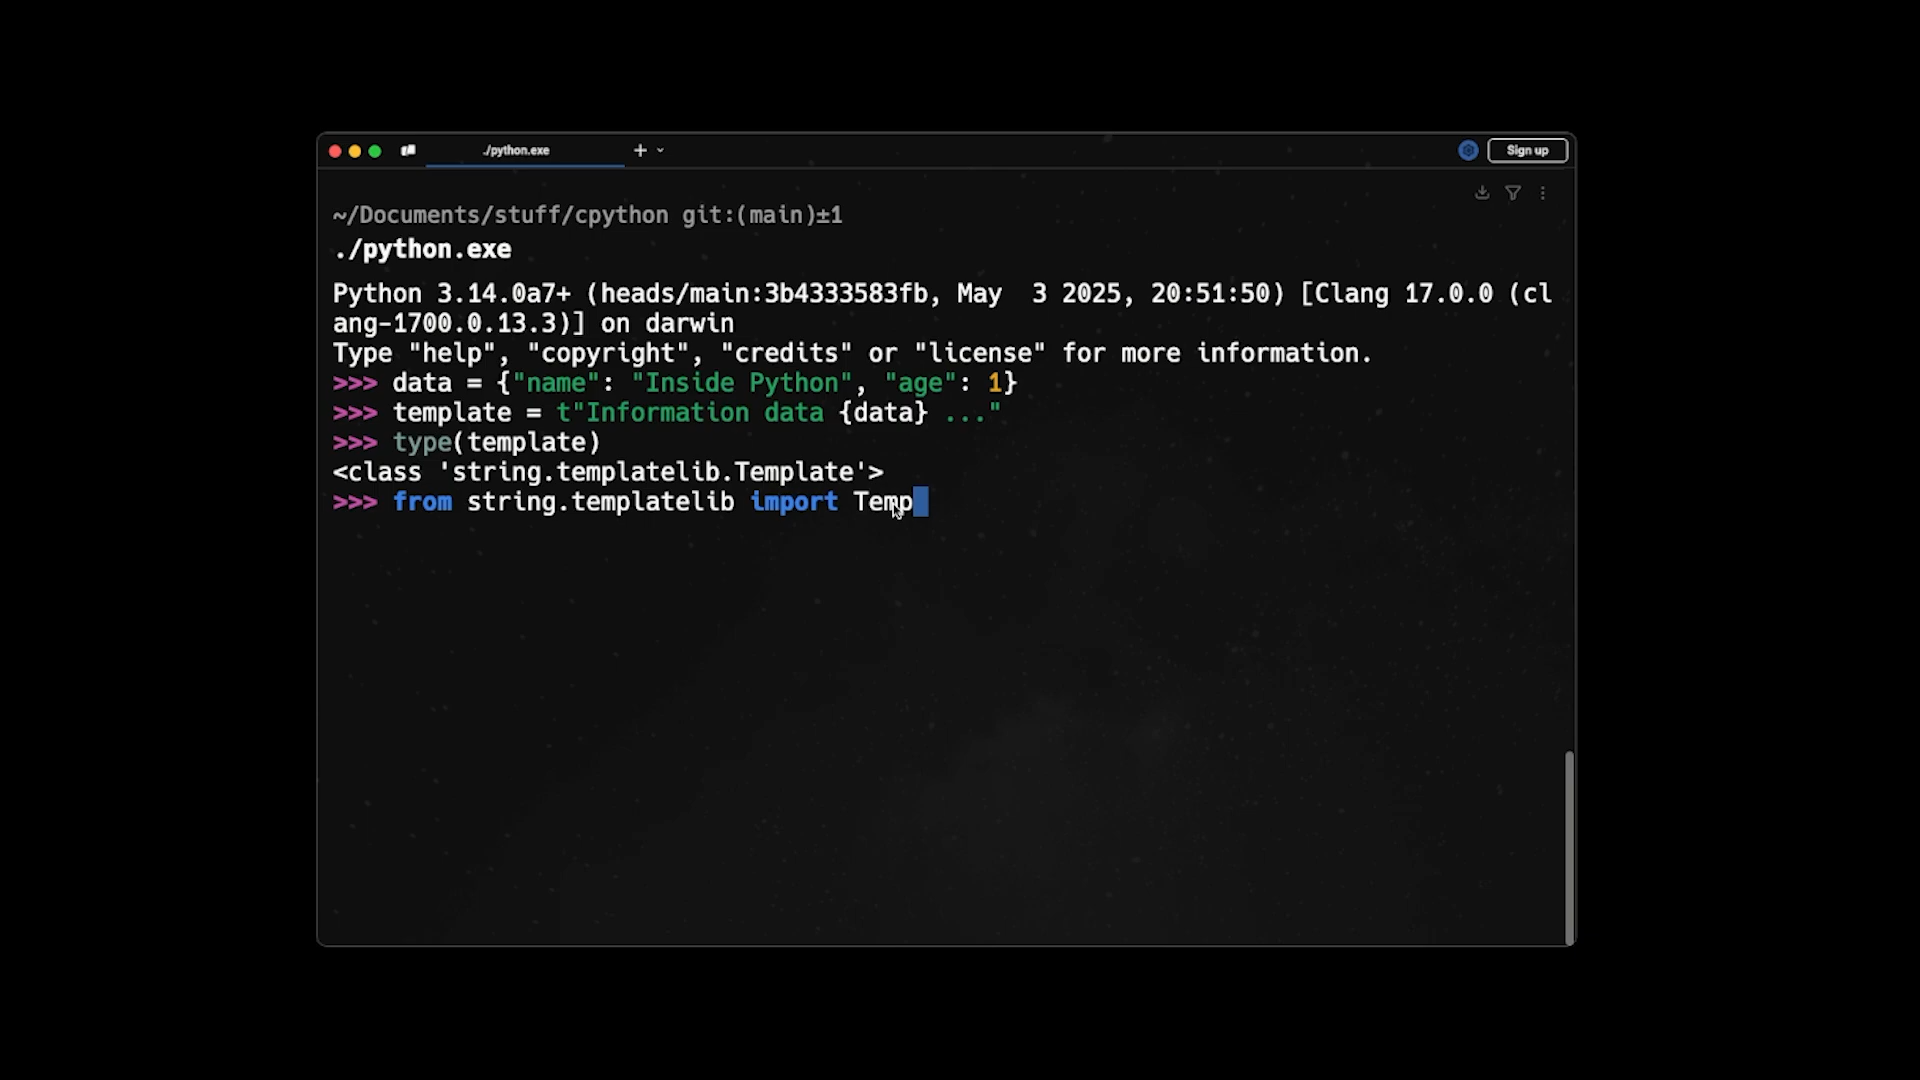 ./python.exe
Sign up
~/Documents/stuff/cpython git:(main)±1
./python.exe
Python 3.14.0a7+ (heads/main:3b4333583fb, May  3 2025, 20:51:50) [Clang 17.0.0 (cl
ang-1700.0.13.3)] on darwin
Type "help", "copyright", "credits" or "license" for more information.
>>> data = {"name": "Inside Python", "age": 1}
>>> template = t"Information data {data} ..."
>>> type(template)
<class 'string.templatelib.Template'>
>>> from string.templatelib import Temp